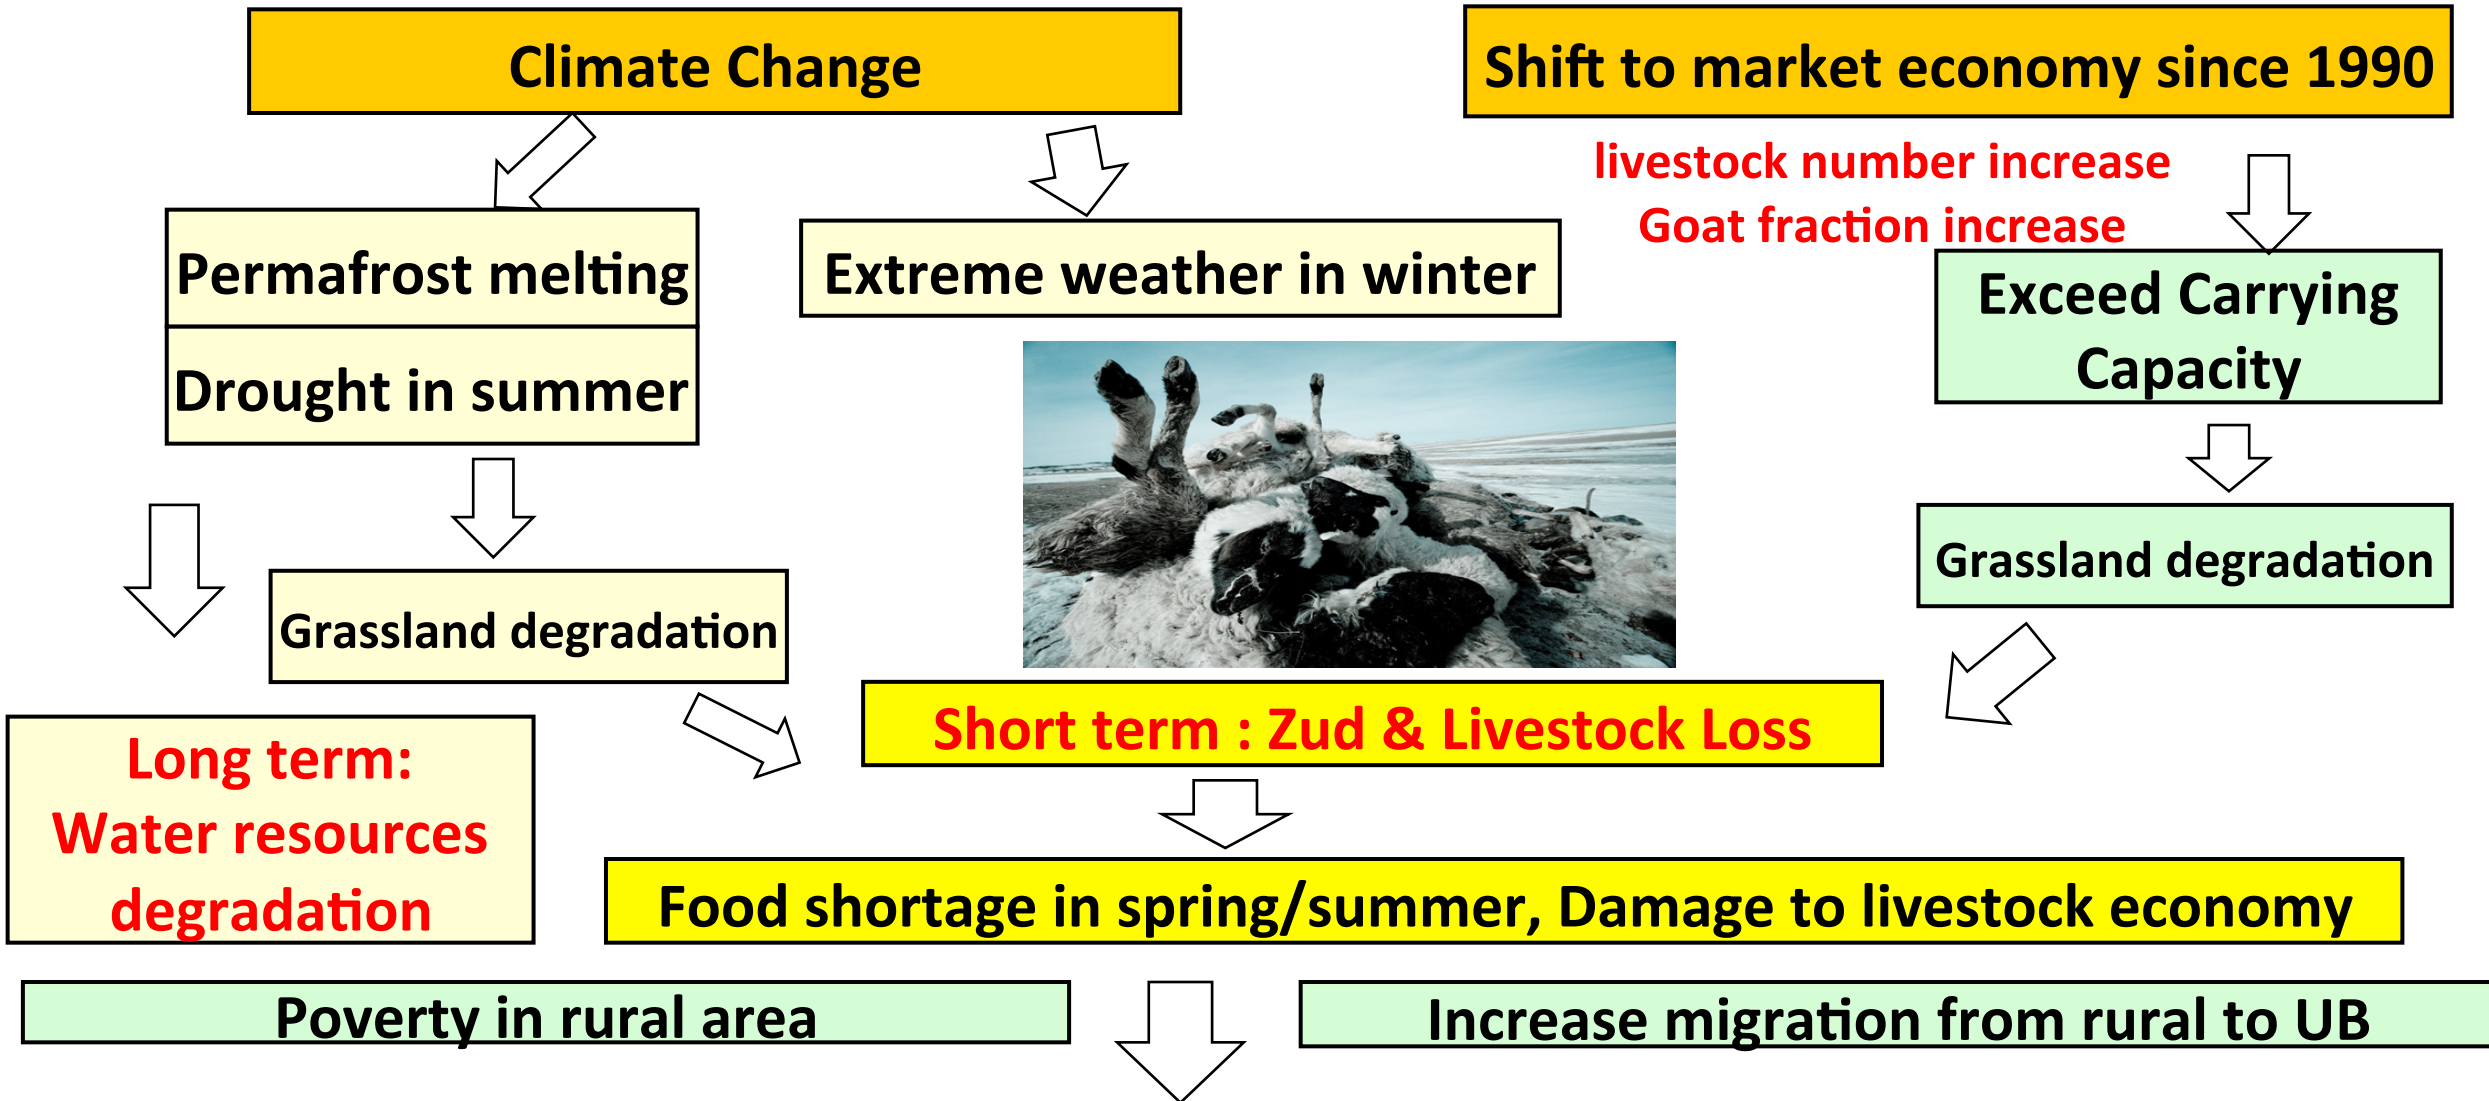 Climate Change
Shift to market economy since 1990
livestock number increase
Goat fraction increase
Permafrost melting
Drought in summer
Extreme weather in winter
Exceed Carrying
Capacity
Grassland degradation
Grassland degradation
Short term : Zud & Livestock Loss
Long term:
Water resources
degradation
Food shortage in spring/summer, Damage to livestock economy
Poverty in rural area
Increase migration from rural to UB